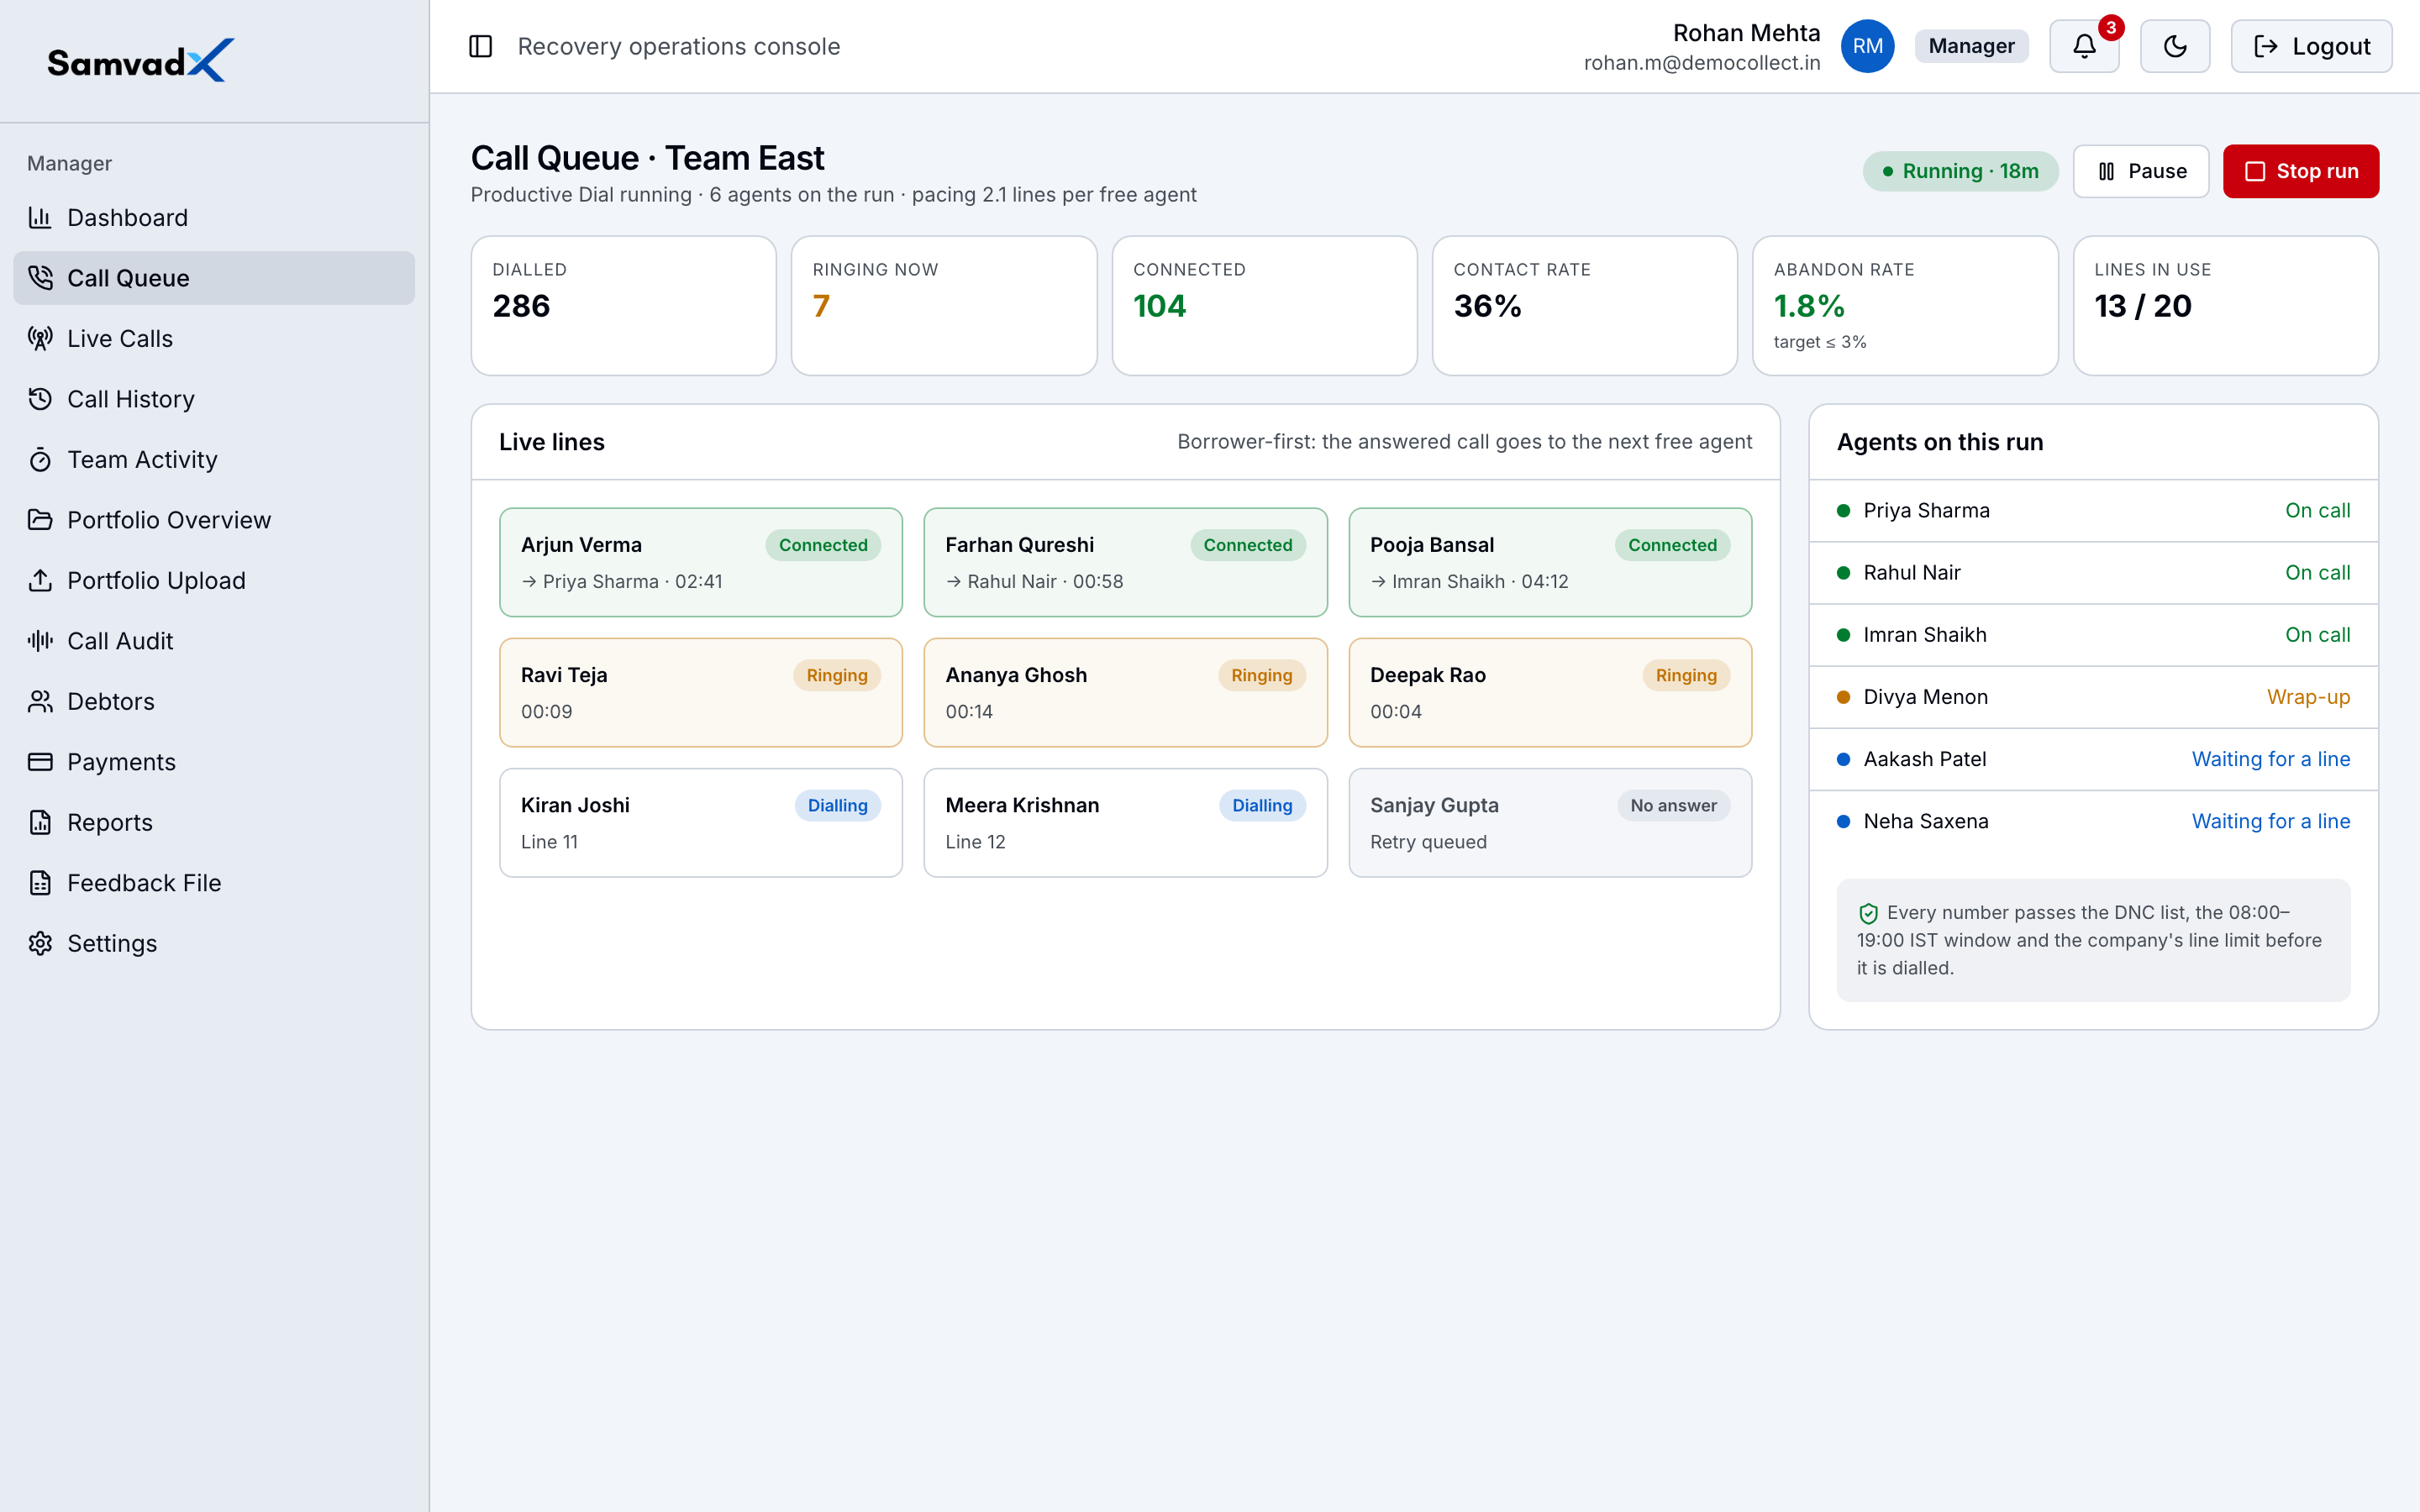 SamvadX
Recovery operations console
Rohan Mehta
rohan.m@democollect.in
RM
Manager
3
Logout
Manager
Dashboard
Call Queue
Live Calls
Call History
Team Activity
Portfolio Overview
Portfolio Upload
Call Audit
Debtors
Payments
Reports
Feedback File
Settings
Call Queue · Team East
Productive Dial running · 6 agents on the run · pacing 2.1 lines per free agent
Running · 18m
Pause
Stop run
DIALLED
286
RINGING NOW
7
CONNECTED
104
CONTACT RATE
36%
ABANDON RATE
1.8%
target ≤ 3%
LINES IN USE
13 / 20
Live lines
Borrower-first: the answered call goes to the next free agent
Arjun Verma Connected
→ Priya Sharma · 02:41
Farhan Qureshi Connected
→ Rahul Nair · 00:58
Pooja Bansal Connected
→ Imran Shaikh · 04:12
Ravi Teja Ringing
00:09
Ananya Ghosh Ringing
00:14
Deepak Rao Ringing
00:04
Kiran Joshi Dialling
Line 11
Meera Krishnan Dialling
Line 12
Sanjay Gupta No answer
Retry queued
Agents on this run
Priya Sharma On call
Rahul Nair On call
Imran Shaikh On call
Divya Menon Wrap-up
Aakash Patel Waiting for a line
Neha Saxena Waiting for a line
Every number passes the DNC list, the 08:00–
19:00 IST window and the company's line limit before
it is dialled.